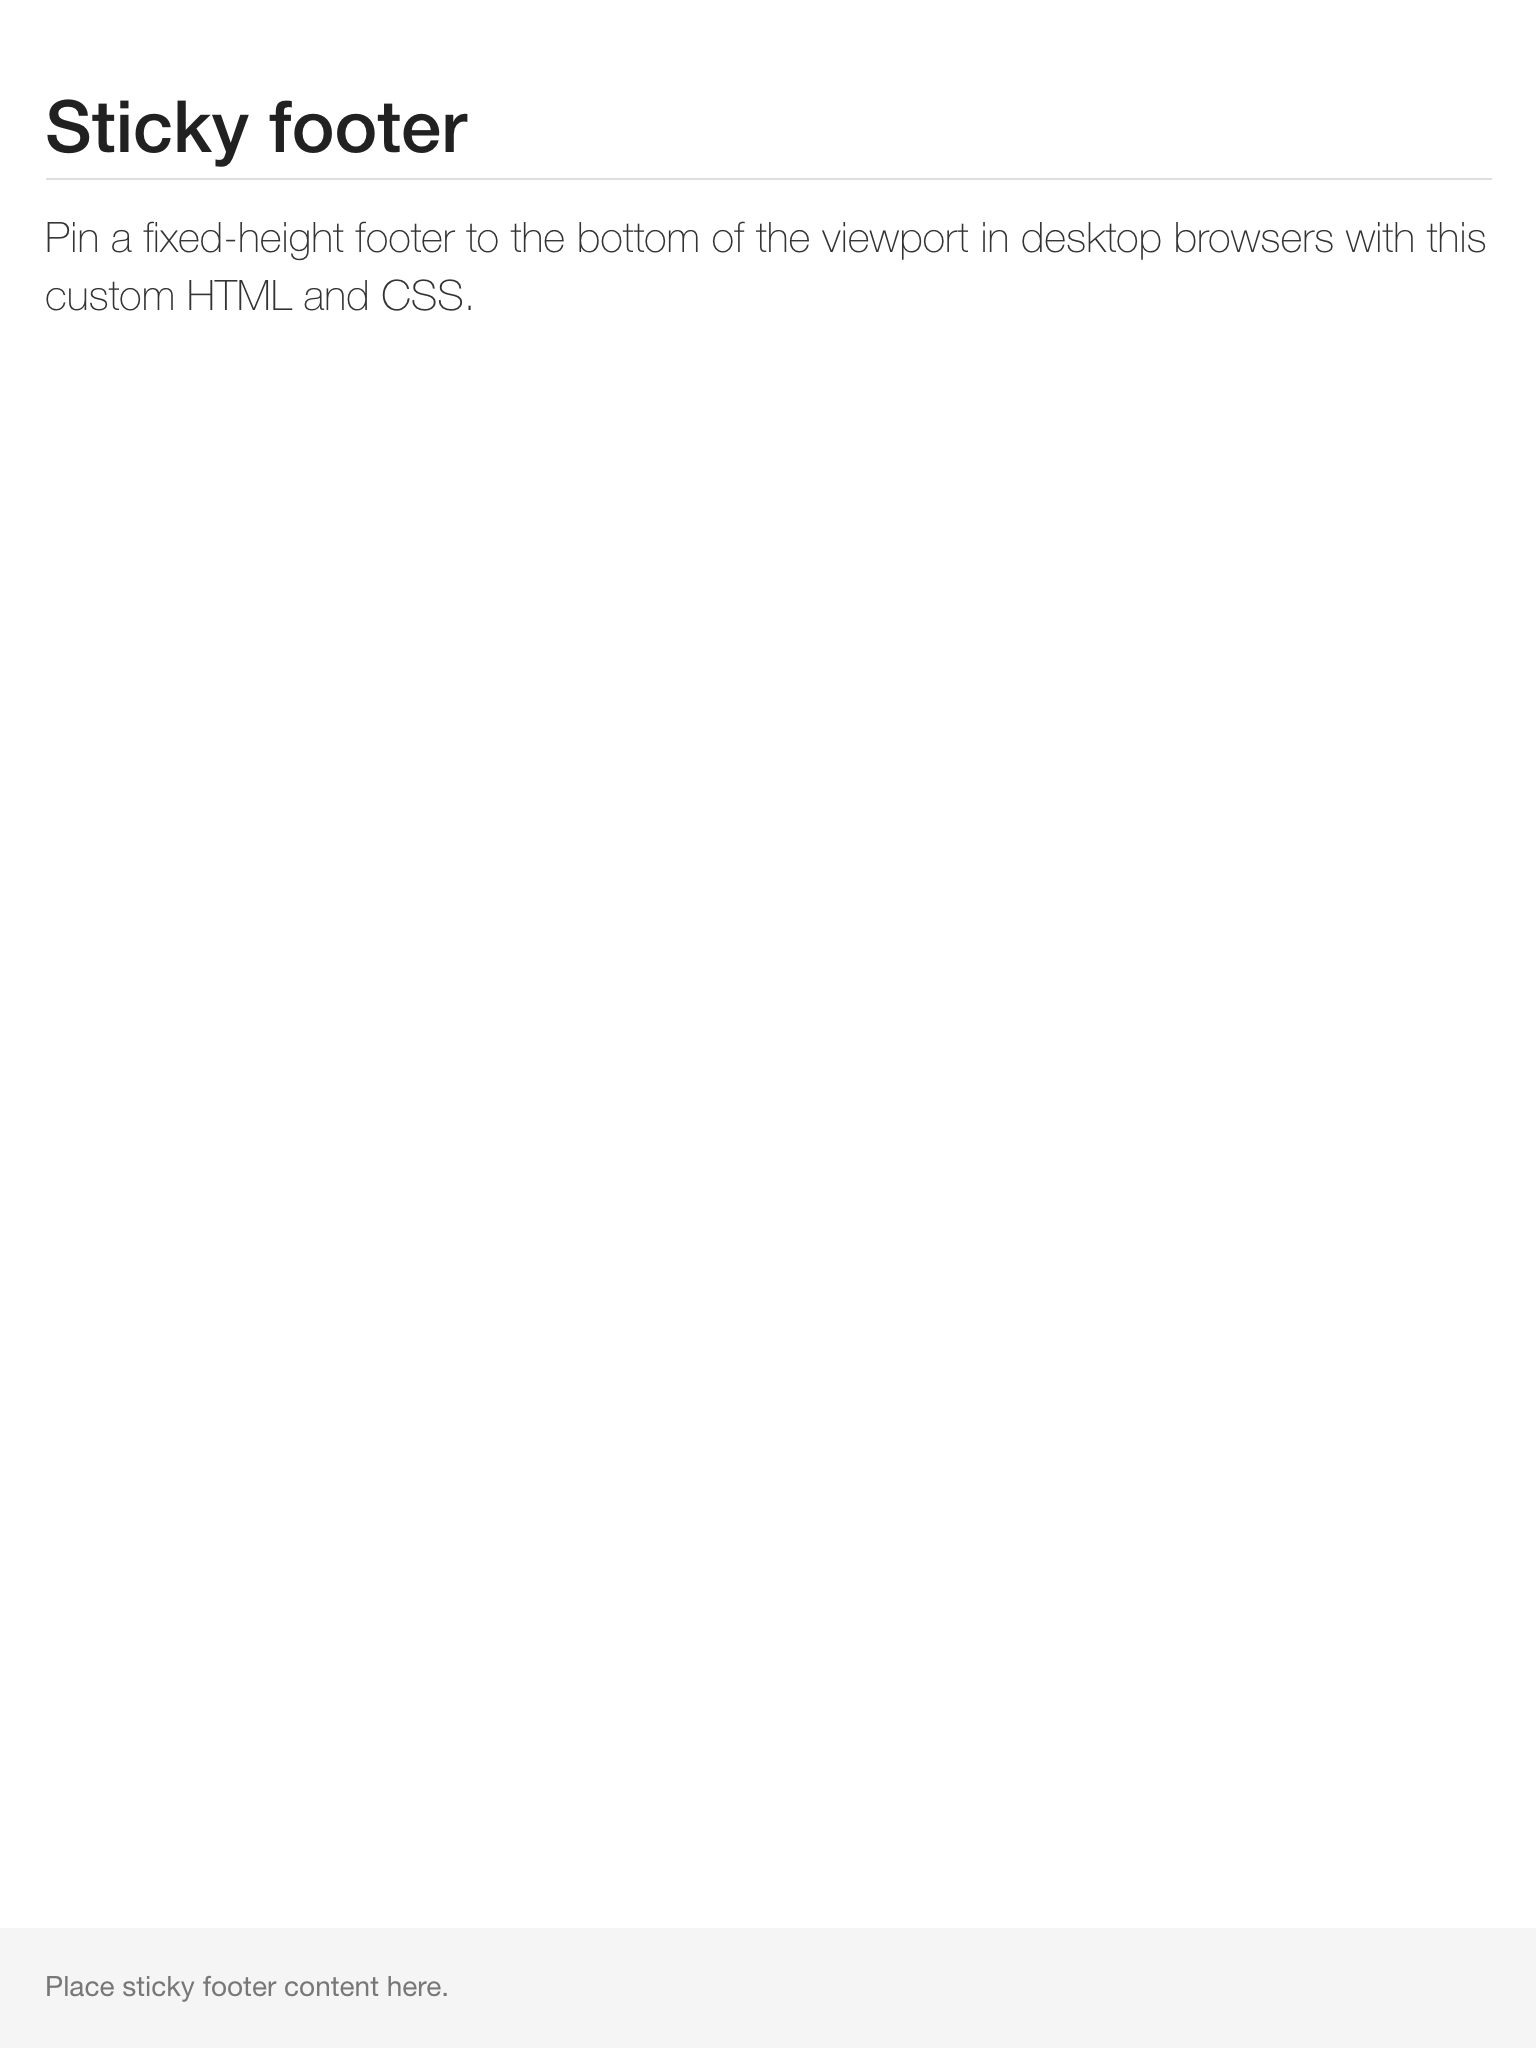 Sticky footer
Pin a fixed-height footer to the bottom of the viewport in desktop browsers with this
custom HTML and CSS.
Place sticky footer content here.